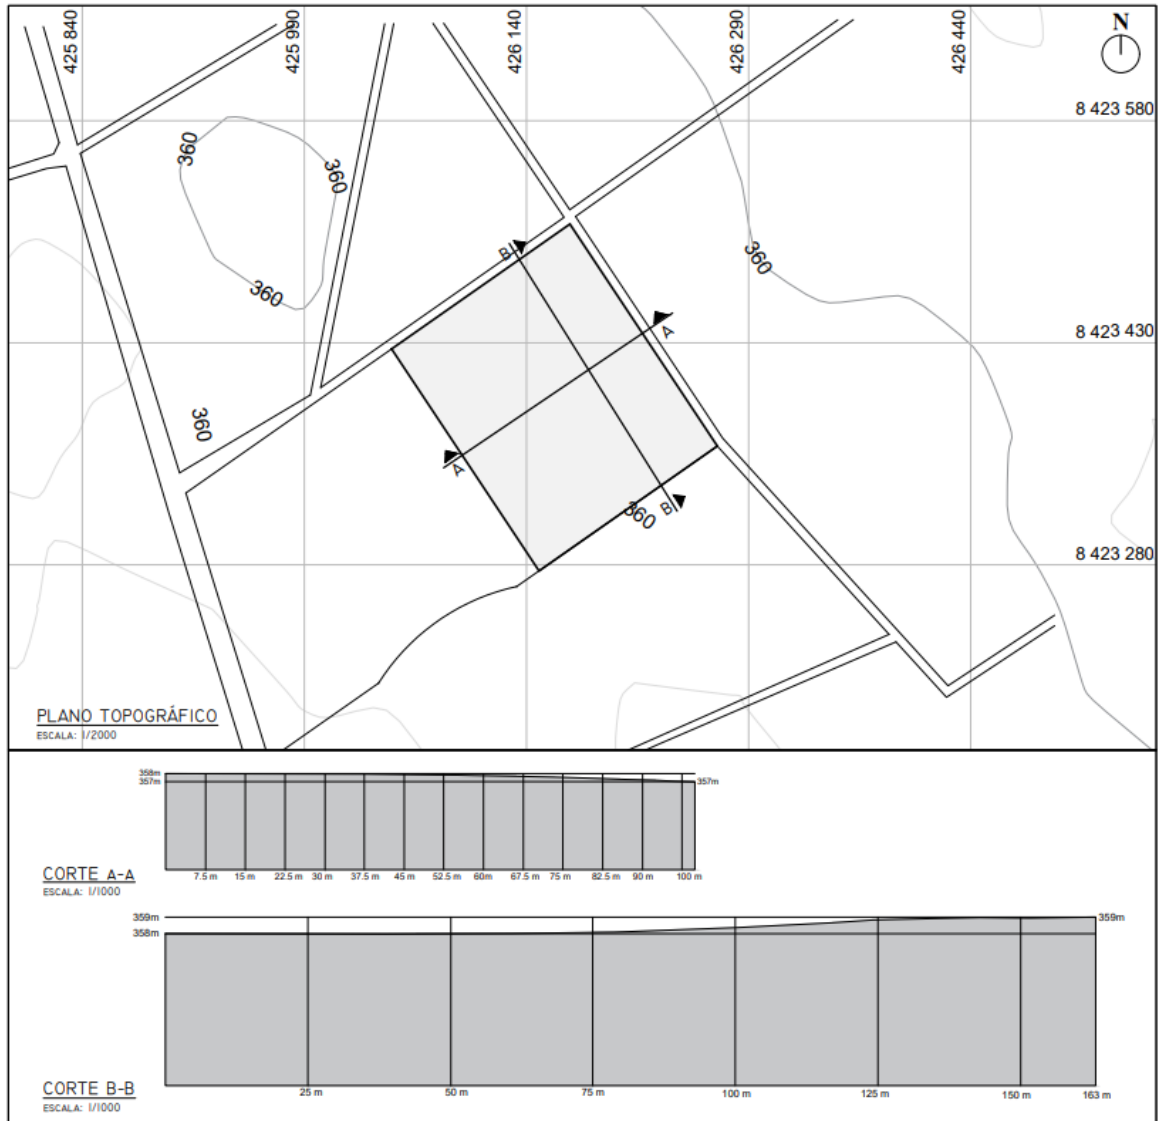 425 840
425 990
426 140
426 290
426 440
N
8 423 580
360
360
360
360
B
A
8 423 430
360
A
B
360
8 423 280
PLANO TOPOGRÁFICO
ESCALA: 1/2000
358m
357m
357m
7.5 m 15 m 22.5 m 30 m 37.5 m 45 m 52.5 m 60m 67.5 m 75 m 82.5 m 90 m 100 m
CORTE A-A
ESCALA: 1/1000
359m
359m
358m
25 m 50 m 75 m 100 m 125 m 150 m 163 m
CORTE B-B
ESCALA: 1/1000